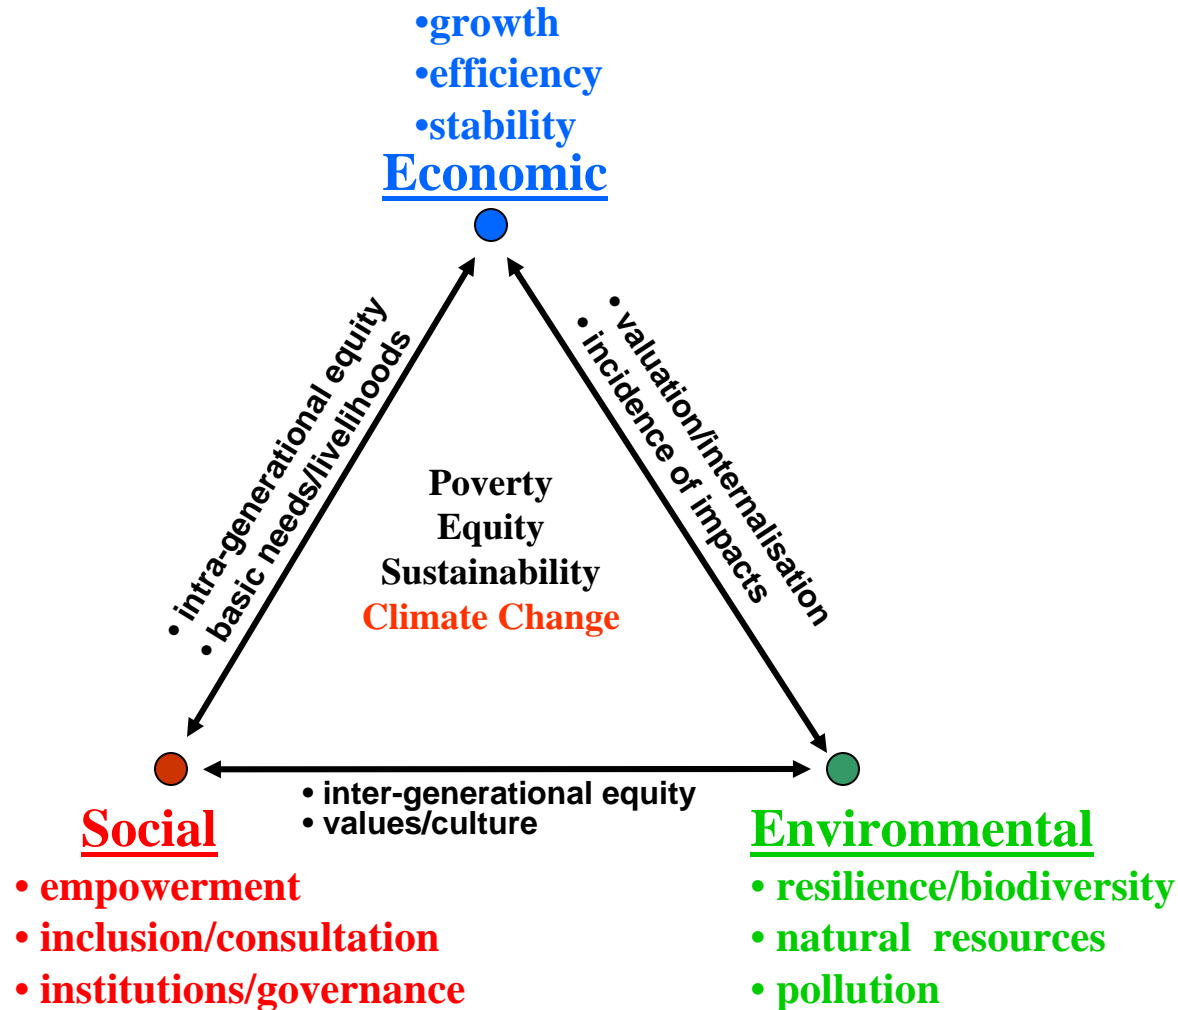 •growth
•efficiency
•stability
Economic
• intra-generational equity
• basic needs/livelihoods
• valuation/internalisation
• incidence of impacts
Poverty
Equity
Sustainability
Climate Change
• inter-generational equity
• values/culture
Social
• empowerment
• inclusion/consultation
• institutions/governance
Environmental
• resilience/biodiversity
• natural resources
• pollution